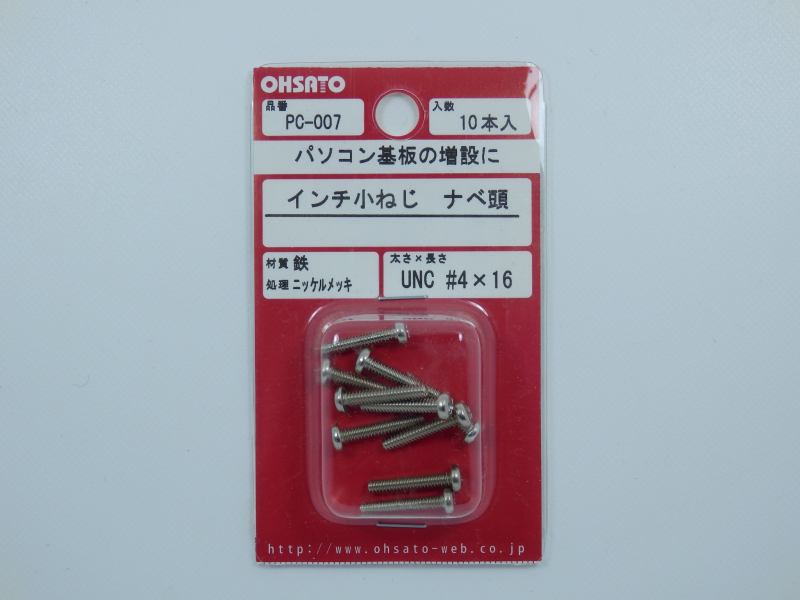 OHSATO
品番
PC-007
入数
10本入
パソコン基板の増設に
インチ小ねじ ナベ頭
材質 鉄
処理 ニッケルメッキ
太さ×長さ
UNC #4×16
http://www.ohsato-web.co.jp